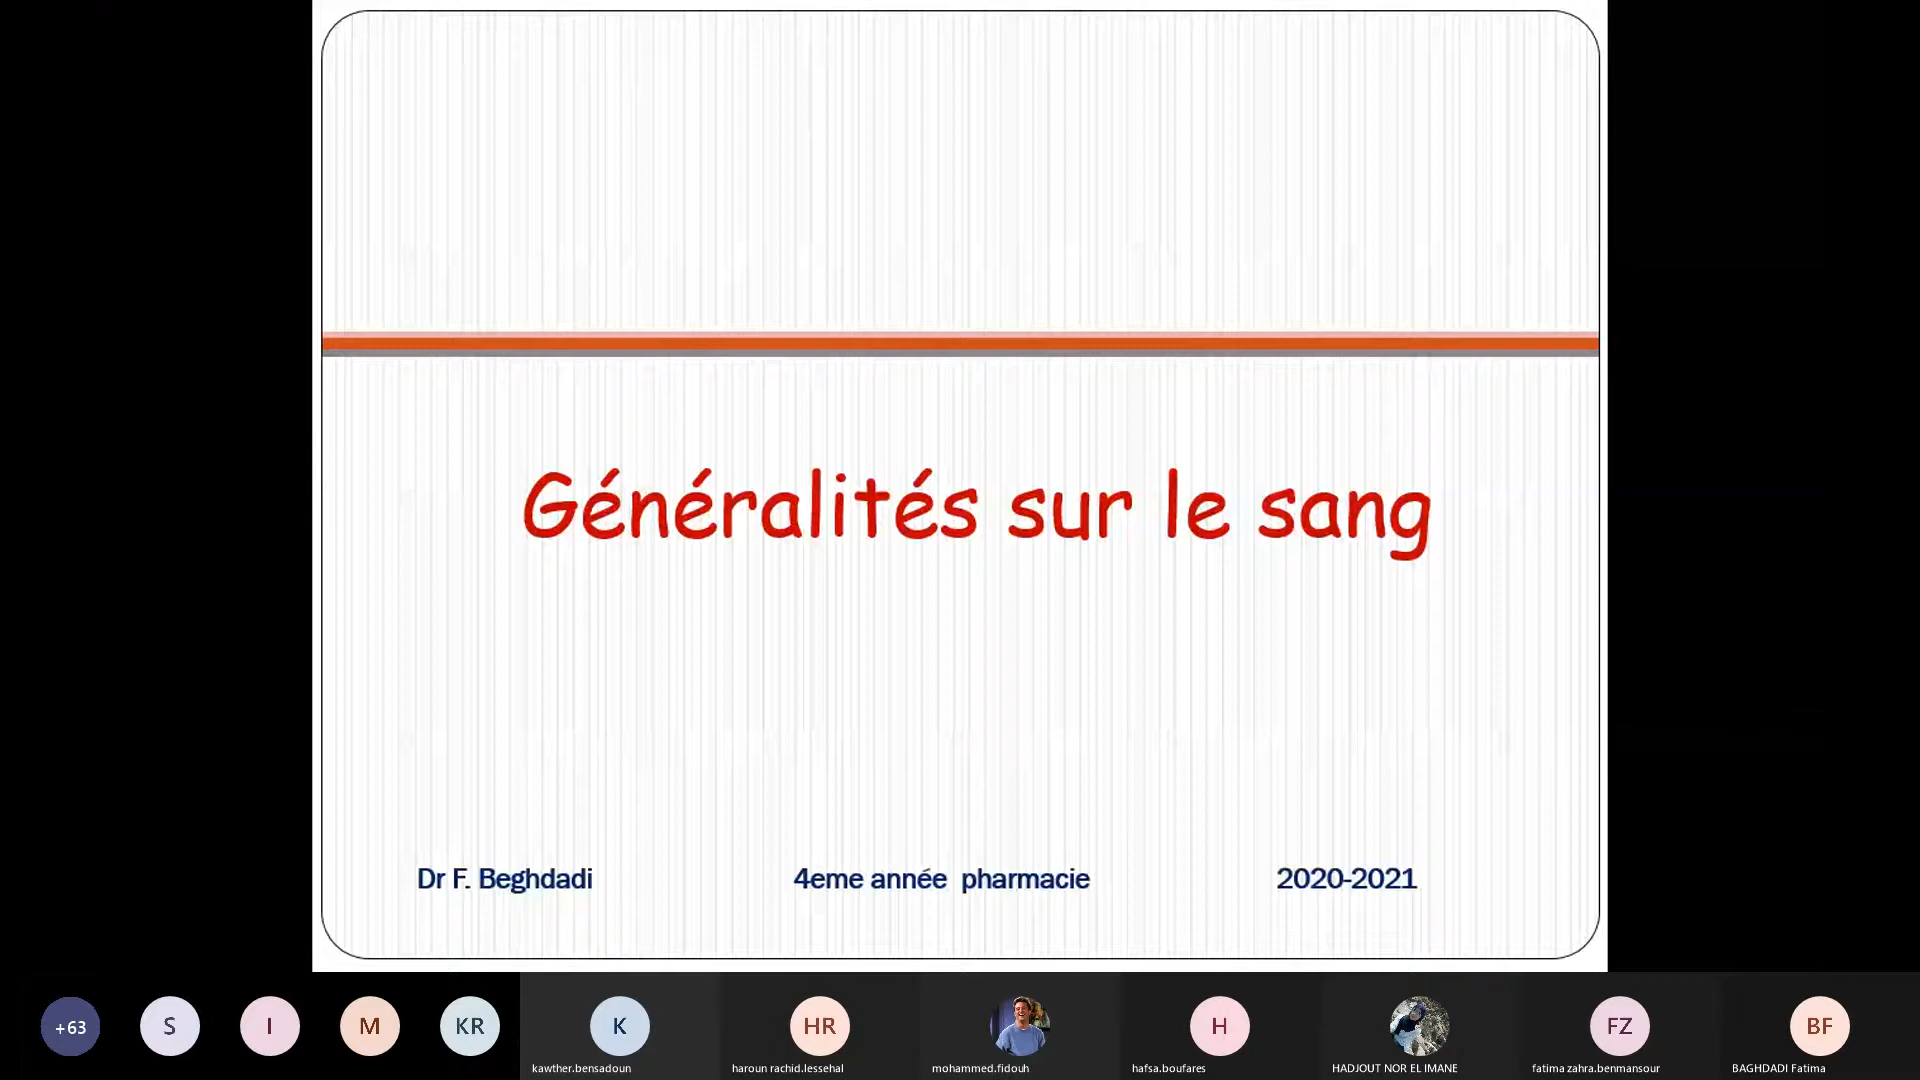 Généralités sur le sang
Dr F. Beghdadi 4eme année pharmacie 2020-2021
+63 S I M KR K HR H FZ BF
kawther.bensadoun haroun rachid.lessehal mohammed.fidouh hafsa.boufares HADJOUT NOR EL IMANE fatima zahra.benmansour BAGHDADI Fatima